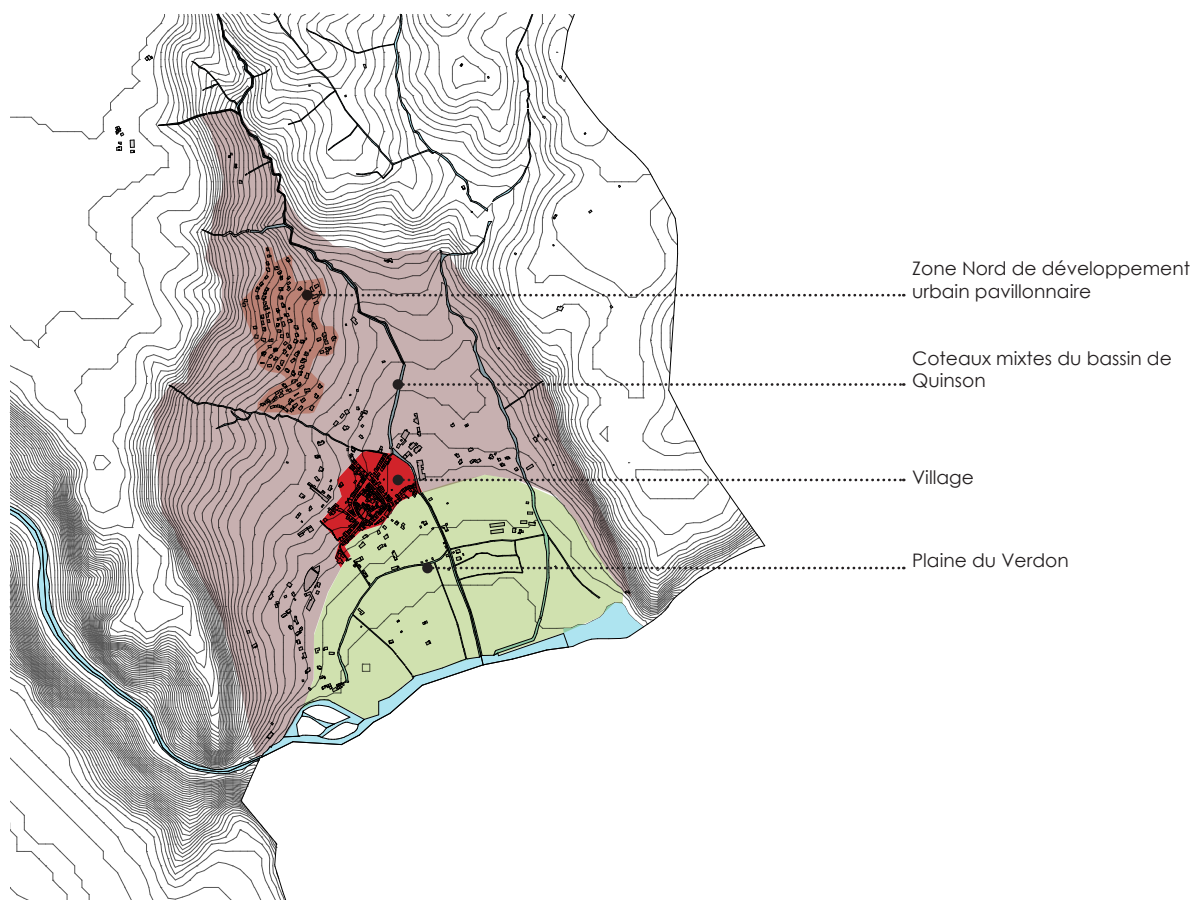 Zone Nord de développement
urbain pavillonnaire
Coteaux mixtes du bassin de
Quinson
Village
Plaine du Verdon